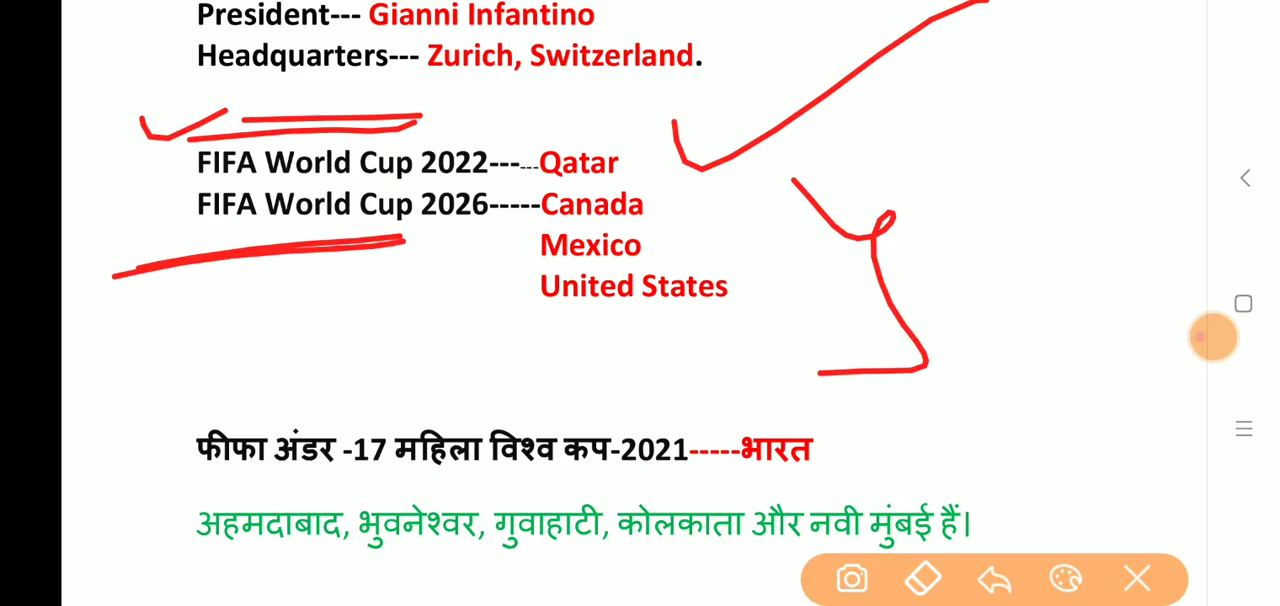 President--- Gianni Infantino
Headquarters--- Zurich, Switzerland.
FIFA World Cup 2022------Qatar
FIFA World Cup 2026-----Canada
Mexico
United States
फीफा अंडर -17 महिला विश्व कप-2021-----भारत
अहमदाबाद, भुवनेश्वर, गुवाहाटी, कोलकाता और नवी मुंबई हैं।